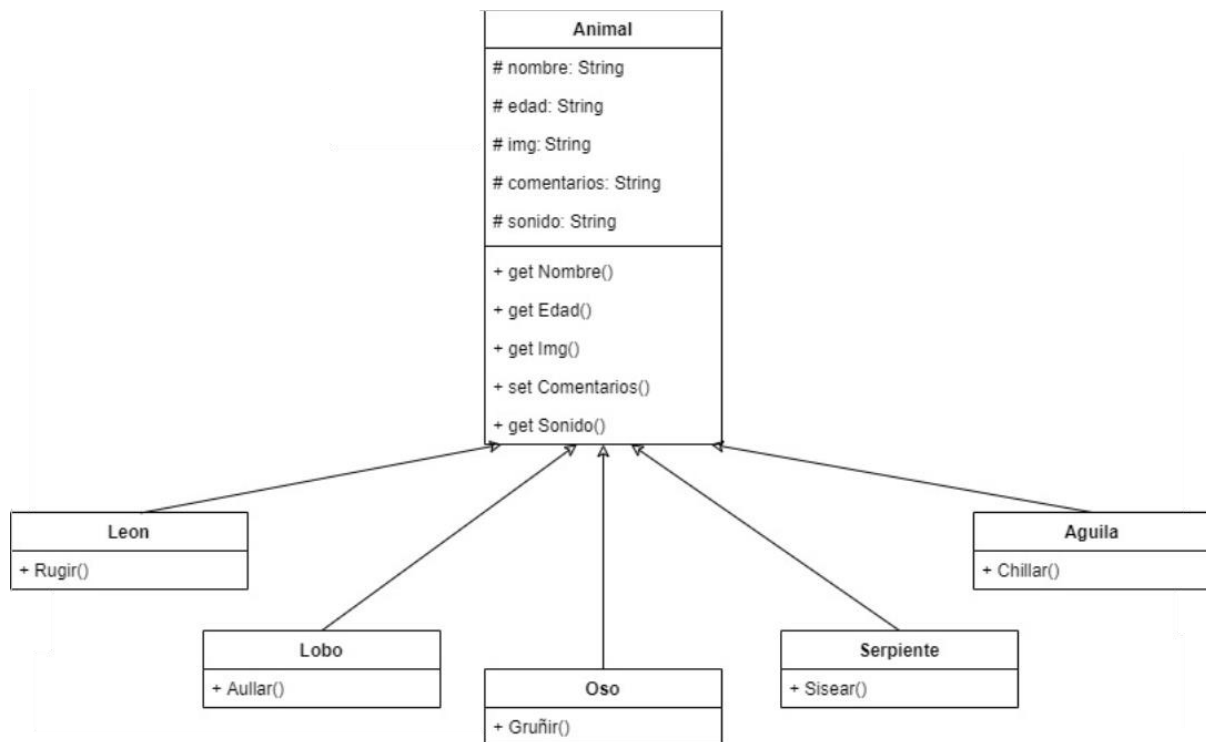 Animal
# nombre: String
# edad: String
# img: String
# comentarios: String
# sonido: String
+ get Nombre()
+ get Edad()
+ get Img()
+ set Comentarios()
+ get Sonido()
Leon
+ Rugir()
Lobo
+ Aullar()
Oso
+ Gruñir()
Serpiente
+ Sisear()
Aguila
+ Chillar()